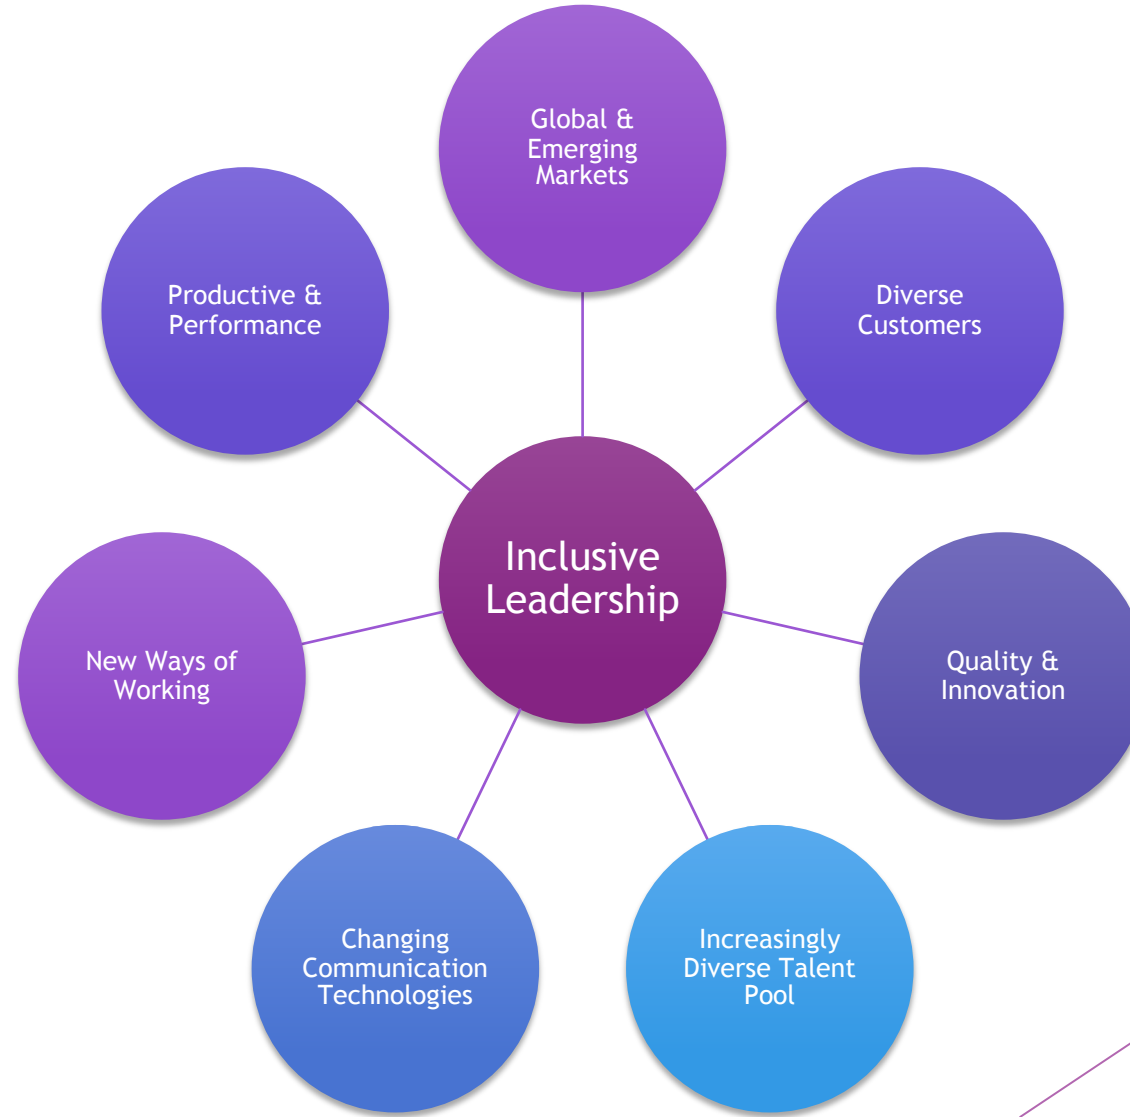 Global &
Emerging
Markets
Productive &
Performance
Diverse
Customers
Inclusive
Leadership
New Ways of
Working
Quality &
Innovation
Changing
Communication
Technologies
Increasingly
Diverse Talent
Pool